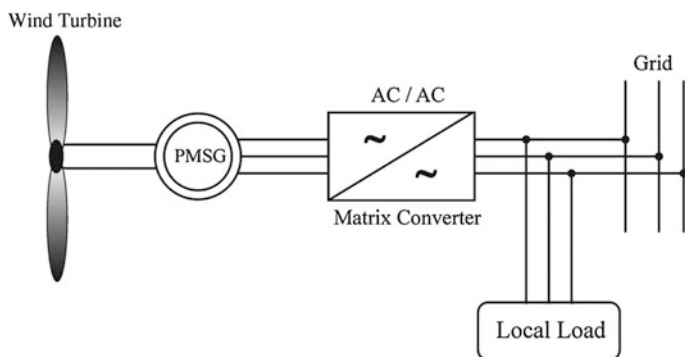 Wind Turbine
Grid
AC / AC
PMSG
~
~
Matrix Converter
Local Load